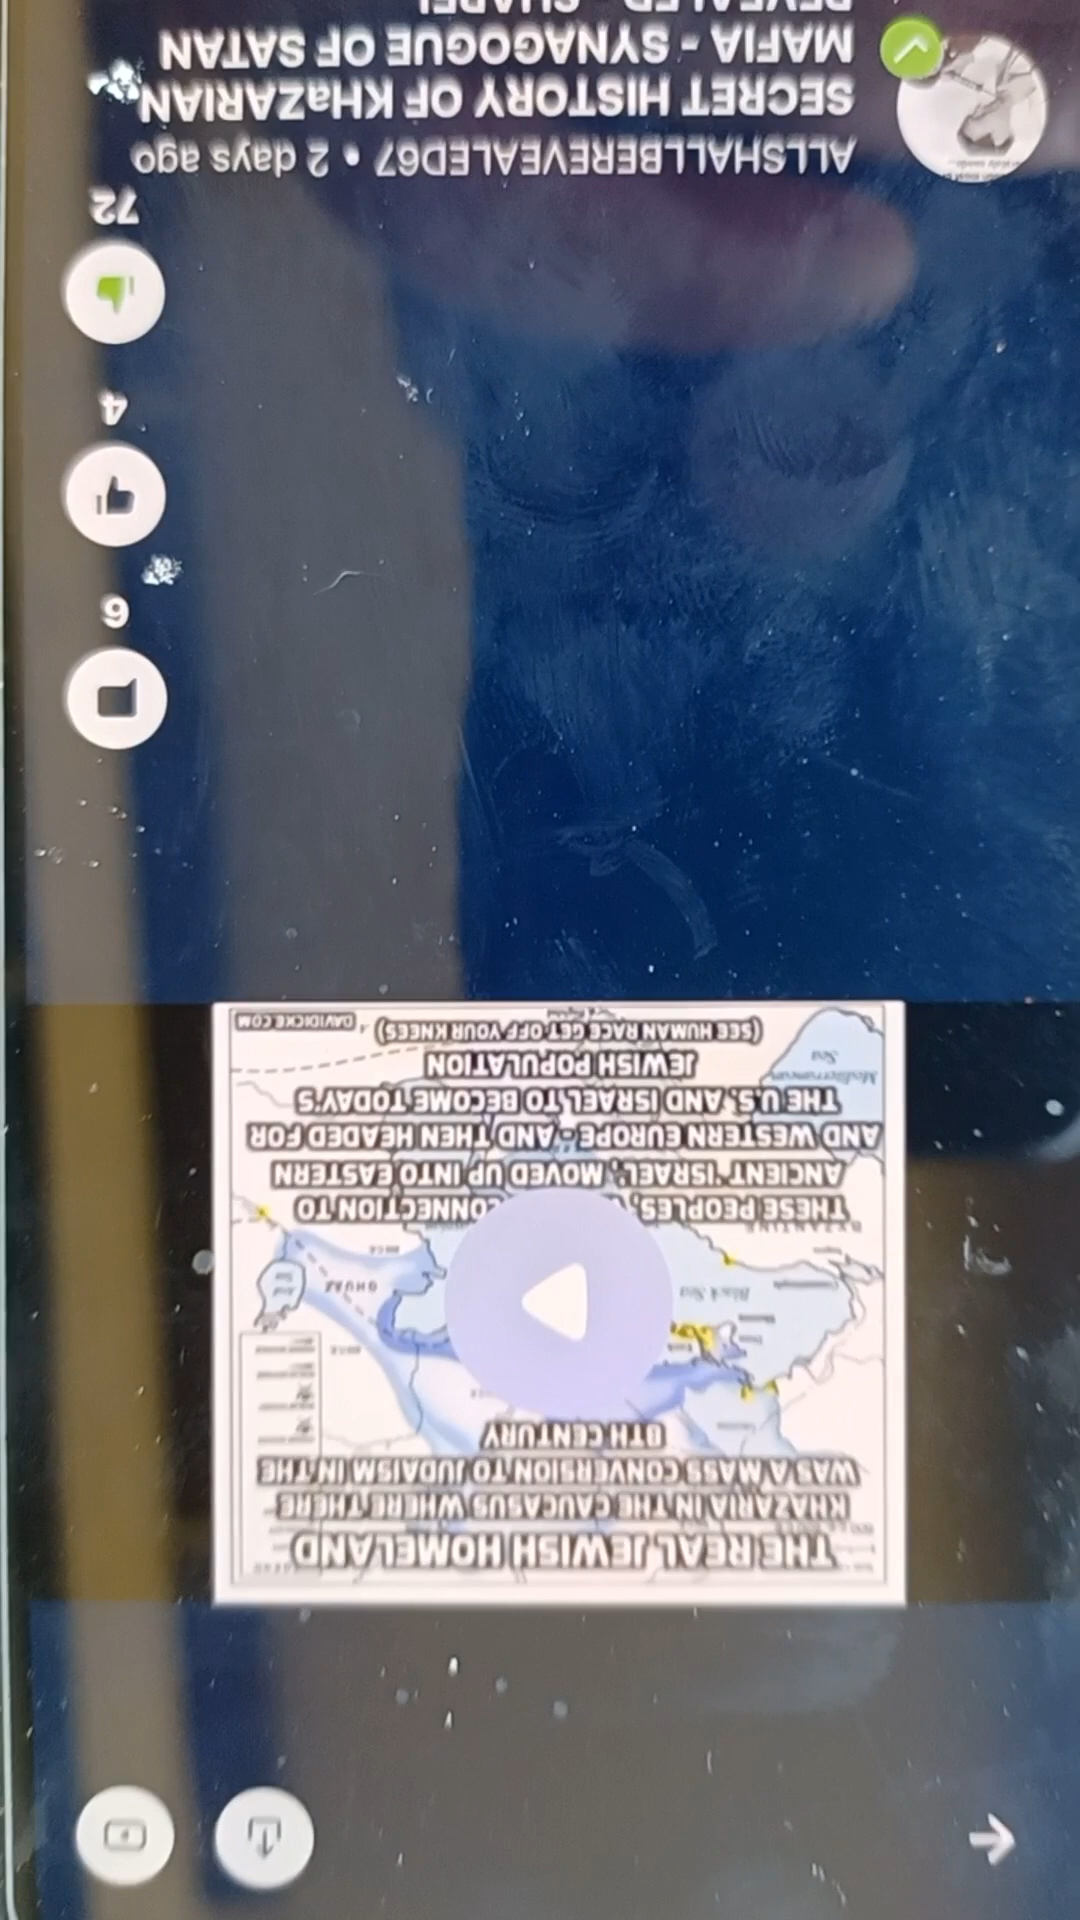 THE REAL JEWISH HOMELAND
KHAZARIA IN THE CAUCASUS WHERE THERE
WAS A MASS CONVERSION TO JUDAISM IN THE
8TH CENTURY
Black Sea
GHUZZ
THESE PEOPLES, CONNECTION TO
ANCIENT 'ISRAEL', MOVED UP INTO EASTERN
AND WESTERN EUROPE - AND THEN HEADED FOR
THE U.S. AND ISRAEL TO BECOME TODAY'S
JEWISH POPULATION
Mediterranean
Sea
(SEE HUMAN RACE GET OFF YOUR KNEES)
DAVIDICKE.COM
6
4
72
ALLSHALLBEREVEALED67 • 2 days ago
SECRET HISTORY OF KHaZARIAN
MAFIA - SYNAGOGUE OF SATAN
REVEALED -